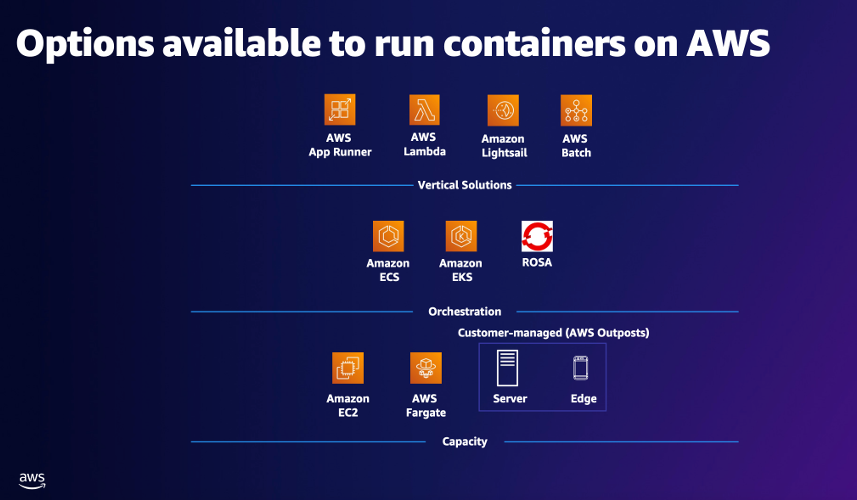 Options available to run containers on AWS
AWS
App Runner
AWS
Lambda
Amazon
Lightsail
AWS
Batch
Vertical Solutions
Amazon
ECS
Amazon
EKS
ROSA
Orchestration
Customer-managed (AWS Outposts)
Amazon
EC2
AWS
Fargate
Server
Edge
Capacity
aws